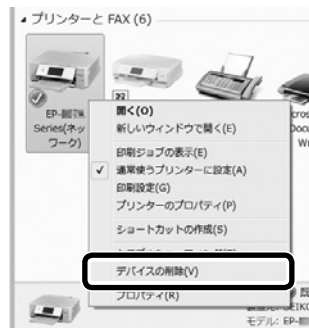 プリンターと FAX (6)
EP-
Series(ネッ
トワーク)
開く(O)
新しいウィンドウで開く(E)
印刷ジョブの表示(E)
✓ 通常使うプリンターに設定(A)
印刷設定(G)
プリンターのプロパティ(P)
ショートカットの作成(S)
デバイスの削除(V)
プロパティ(R)
モデル: EP-